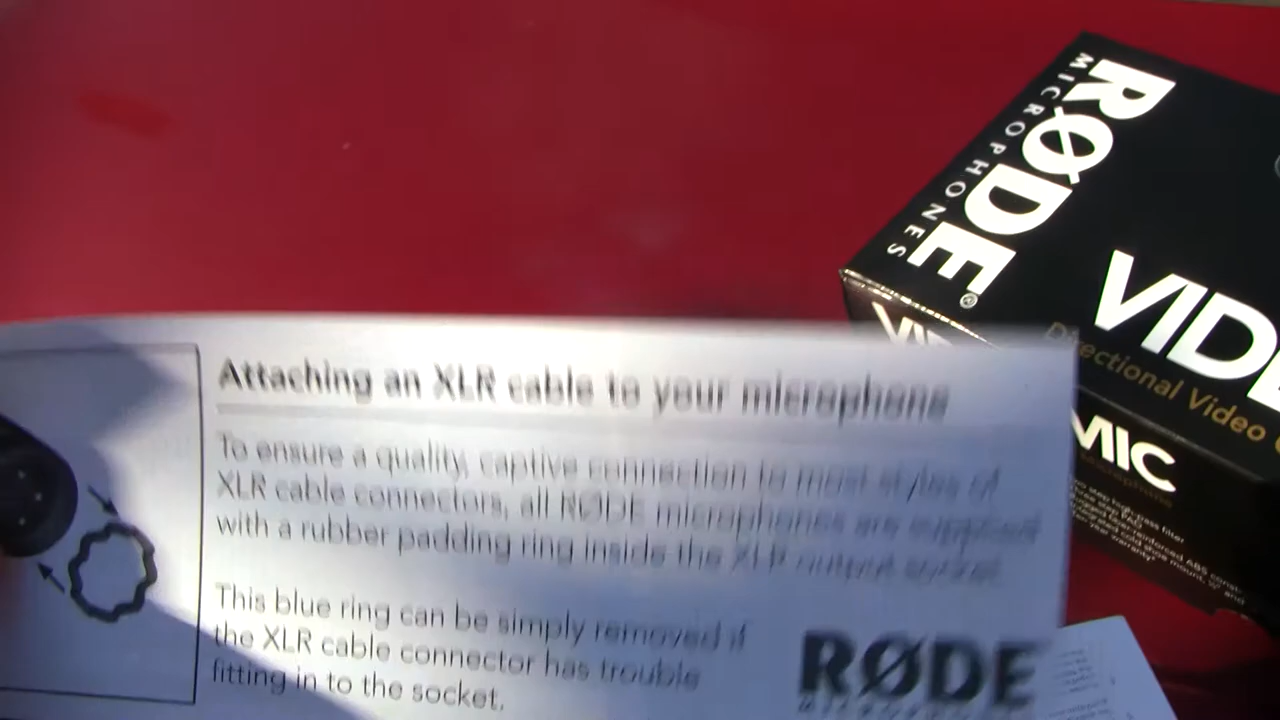 RØDE®
MICROPHONES
VID
Directional Video
VI
MIC
Attaching an XLR cable to your microphone
To ensure a quality, captive connection to most styles of
XLR cable connectors, all RØDE microphones are supplied
with a rubber padding ring inside the XLR output socket.
This blue ring can be simply removed if
the XLR cable connector has trouble
fitting in to the socket.
RØDE